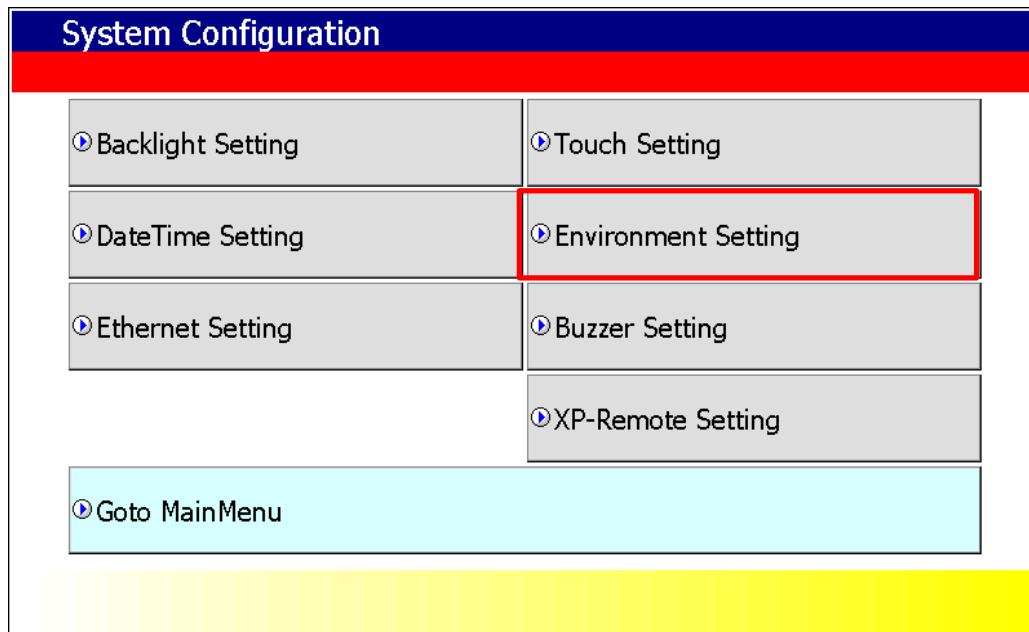 System Configuration
Backlight Setting
Touch Setting
DateTime Setting
Environment Setting
Ethernet Setting
Buzzer Setting
XP-Remote Setting
Goto MainMenu